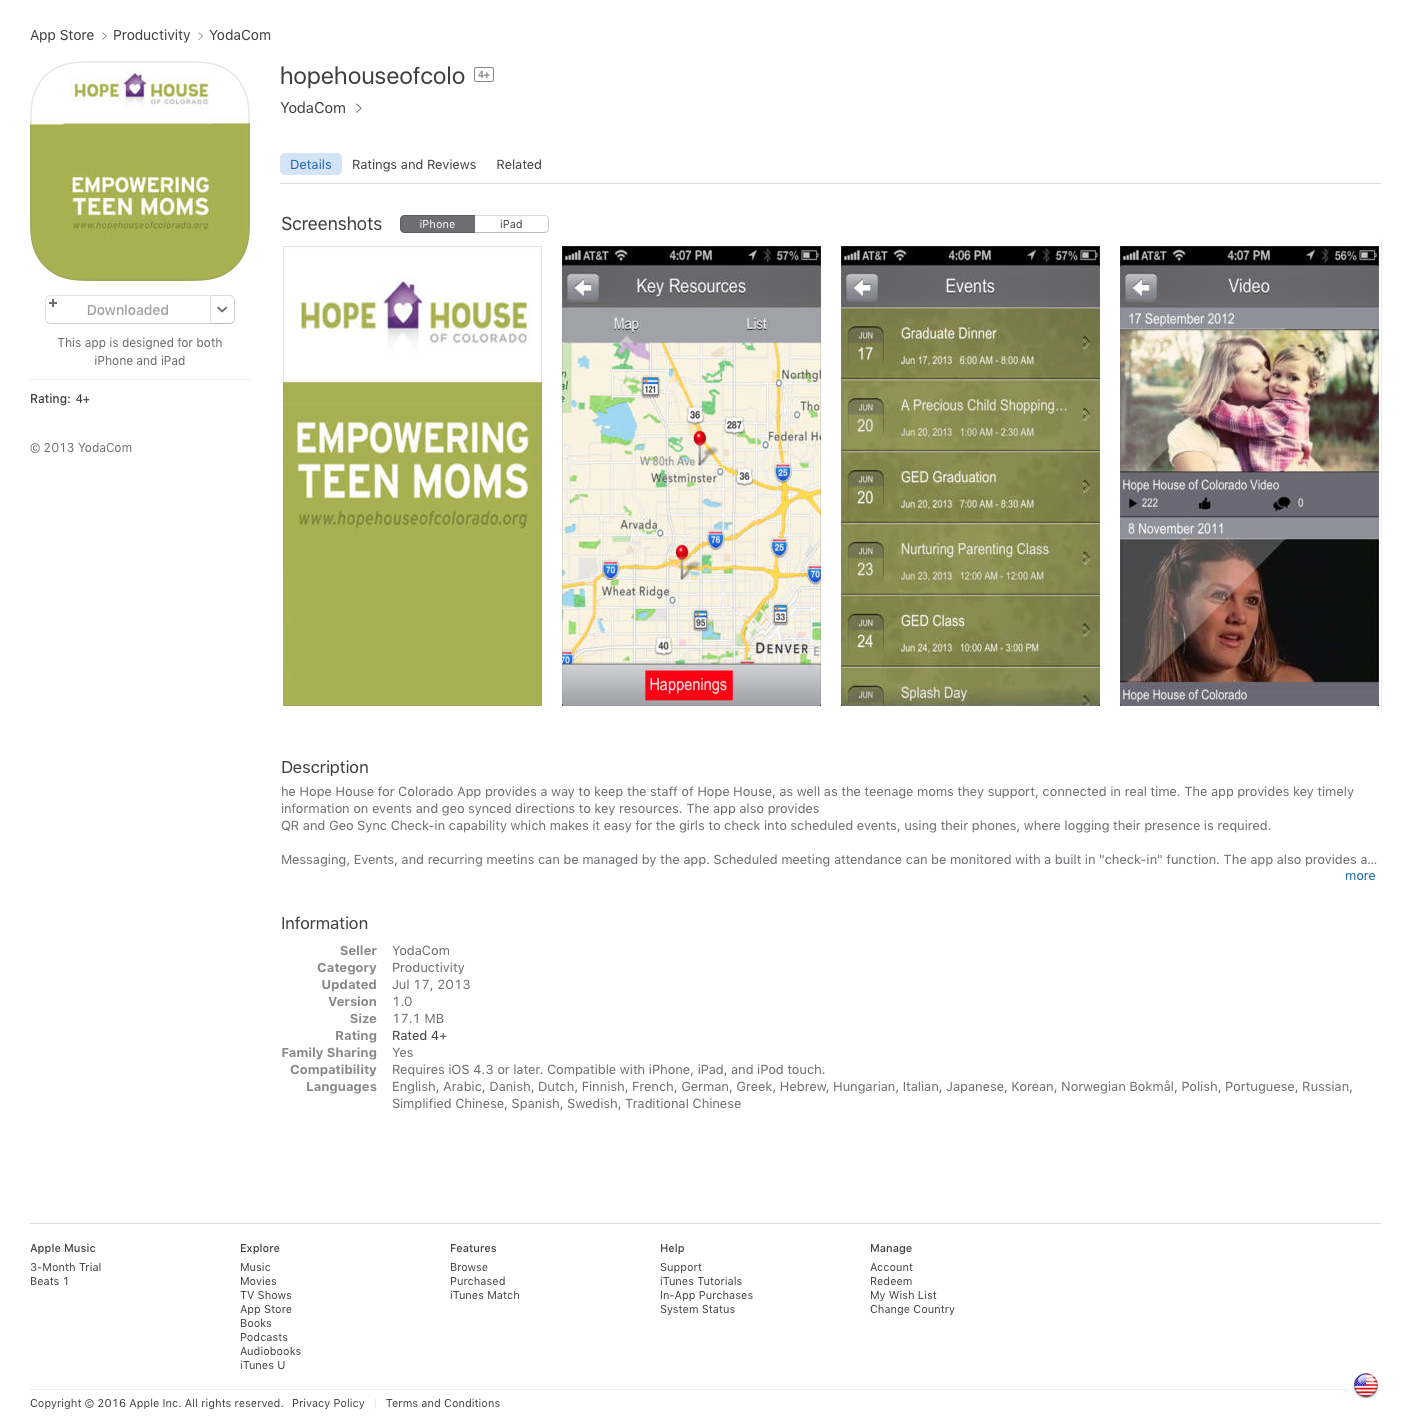 App Store > Productivity > YodaCom
HOPE HOUSE
OF COLORADO
EMPOWERING
TEEN MOMS
www.hopehouseofcolorado.org
+ Downloaded
This app is designed for both
iPhone and iPad
Rating: 4+
© 2013 YodaCom
hopehouseofcolo 4+
YodaCom >
Details Ratings and Reviews Related
Screenshots iPhone iPad
HOPE HOUSE
OF COLORADO
EMPOWERING
TEEN MOMS
www.hopehouseofcolorado.org
AT&T 4:07 PM 57%
Key Resources
Map List
Northgl
121
Tho
36
287
Federal He
W 80th Ave
25
Westminster
36
Arvada
76
25
70
70
Wheat Ridge
33
95
40
DENVER
70
Happenings
AT&T 4:06 PM 57%
Events
JUN 17 Graduate Dinner
Jun 17, 2013 6:00 AM - 8:00 AM
JUN 20 A Precious Child Shopping...
Jun 20, 2013 1:00 AM - 2:30 AM
JUN 20 GED Graduation
Jun 20, 2013 7:00 AM - 8:30 AM
JUN 23 Nurturing Parenting Class
Jun 23, 2013 12:00 AM - 12:00 AM
JUN 24 GED Class
Jun 24, 2013 10:00 AM - 3:00 PM
JUN Splash Day
AT&T 4:07 PM 56%
Video
17 September 2012
Hope House of Colorado Video
222 0
8 November 2011
Hope House of Colorado
Description
he Hope House for Colorado App provides a way to keep the staff of Hope House, as well as the teenage moms they support, connected in real time. The app provides key timely
information on events and geo synced directions to key resources. The app also provides
QR and Geo Sync Check-in capability which makes it easy for the girls to check into scheduled events, using their phones, where logging their presence is required.
Messaging, Events, and recurring meetins can be managed by the app. Scheduled meeting attendance can be monitored with a built in "check-in" function. The app also provides a...
more
Information
Seller YodaCom
Category Productivity
Updated Jul 17, 2013
Version 1.0
Size 17.1 MB
Rating Rated 4+
Family Sharing Yes
Compatibility Requires iOS 4.3 or later. Compatible with iPhone, iPad, and iPod touch.
Languages English, Arabic, Danish, Dutch, Finnish, French, German, Greek, Hebrew, Hungarian, Italian, Japanese, Korean, Norwegian Bokmål, Polish, Portuguese, Russian,
Simplified Chinese, Spanish, Swedish, Traditional Chinese
Apple Music
3-Month Trial
Beats 1
Explore
Music
Movies
TV Shows
App Store
Books
Podcasts
Audiobooks
iTunes U
Features
Browse
Purchased
iTunes Match
Help
Support
iTunes Tutorials
In-App Purchases
System Status
Manage
Account
Redeem
My Wish List
Change Country
Copyright © 2016 Apple Inc. All rights reserved. Privacy Policy | Terms and Conditions